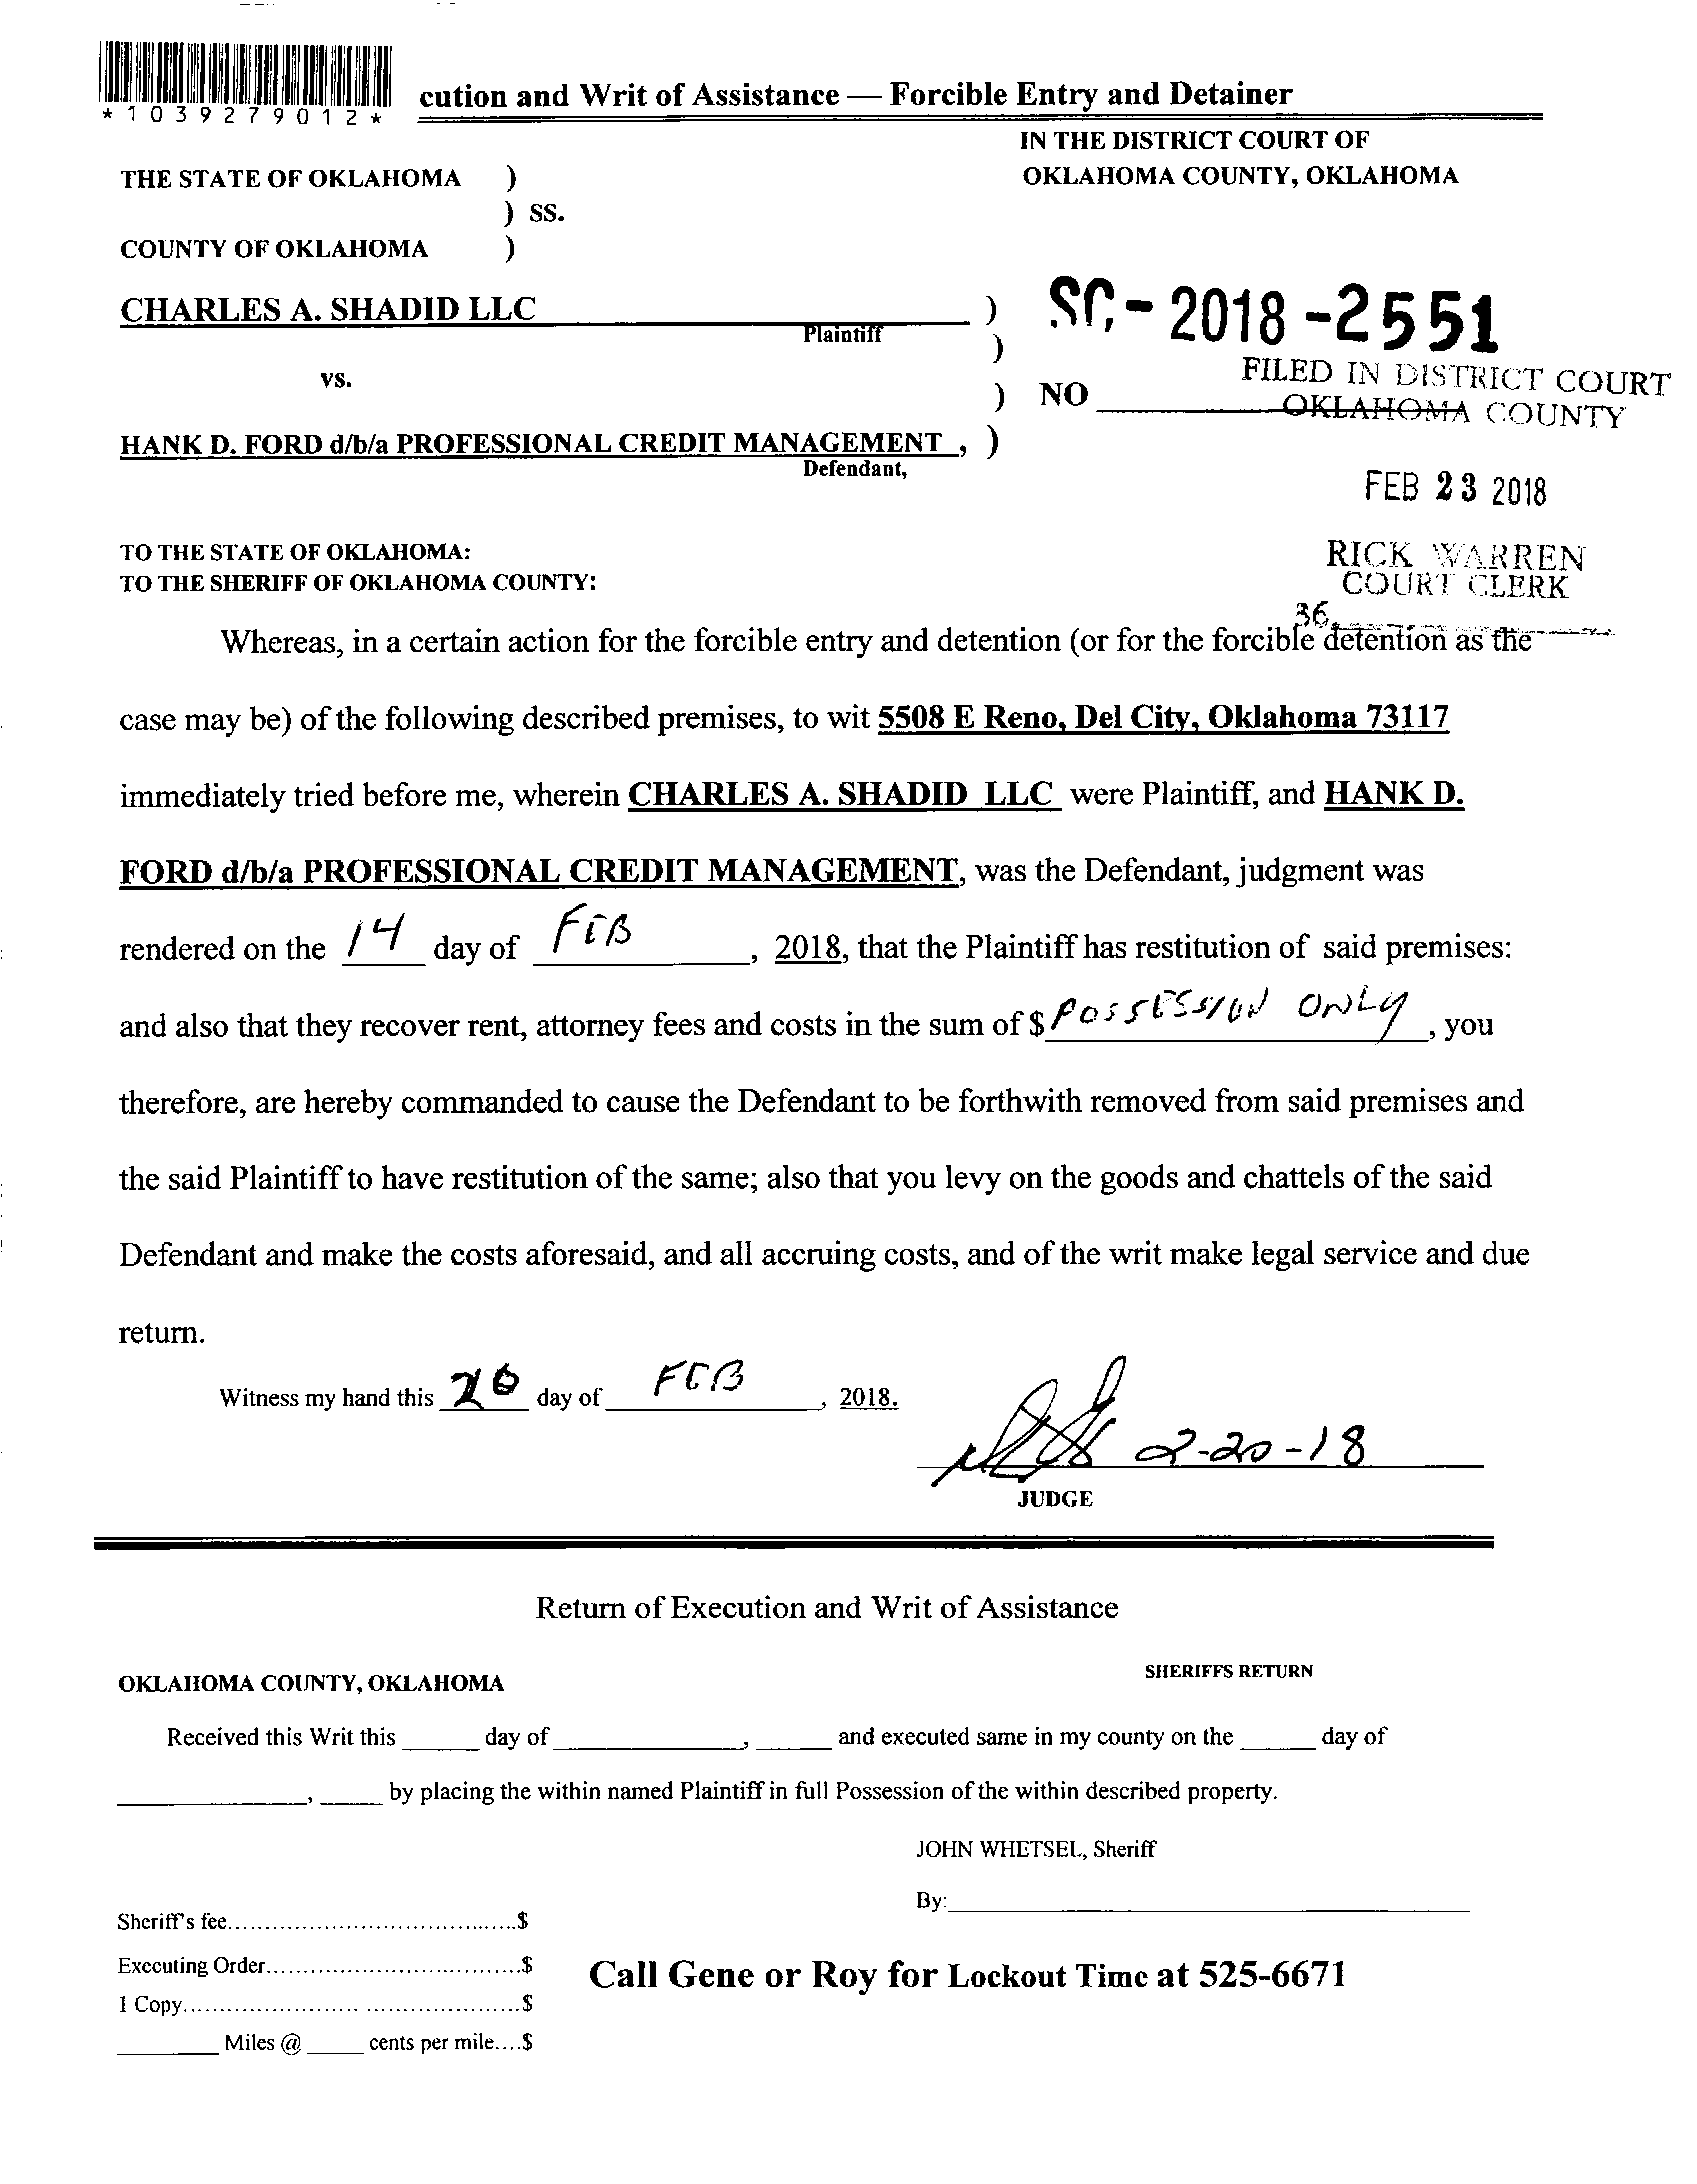 *1039279012*
cution and Writ of Assistance — Forcible Entry and Detainer
IN THE DISTRICT COURT OF
THE STATE OF OKLAHOMA ) OKLAHOMA COUNTY, OKLAHOMA
) SS.
COUNTY OF OKLAHOMA )
CHARLES A. SHADID LLC ) SC-2018-2551
Plaintiff )
FILED IN DISTRICT COURT
vs.
) NO OKLAHOMA COUNTY
HANK D. FORD d/b/a PROFESSIONAL CREDIT MANAGEMENT , )
Defendant,
FEB 23 2018
TO THE STATE OF OKLAHOMA: RICK WARREN
TO THE SHERIFF OF OKLAHOMA COUNTY: COURT CLERK
36
Whereas, in a certain action for the forcible entry and detention (or for the forcible detention as the
case may be) of the following described premises, to wit 5508 E Reno, Del City, Oklahoma 73117
immediately tried before me, wherein CHARLES A. SHADID LLC were Plaintiff, and HANK D.
FORD d/b/a PROFESSIONAL CREDIT MANAGEMENT, was the Defendant, judgment was
rendered on the 14 day of FEB , 2018, that the Plaintiff has restitution of said premises:
and also that they recover rent, attorney fees and costs in the sum of $ POSSESSION ONLY , you
therefore, are hereby commanded to cause the Defendant to be forthwith removed from said premises and
the said Plaintiff to have restitution of the same; also that you levy on the goods and chattels of the said
Defendant and make the costs aforesaid, and all accruing costs, and of the writ make legal service and due
return.
Witness my hand this 20 day of FEB , 2018.
2-20-18
JUDGE
Return of Execution and Writ of Assistance
SHERIFFS RETURN
OKLAHOMA COUNTY, OKLAHOMA
Received this Writ this ______ day of ______________, ______ and executed same in my county on the ______ day of
______________, _____ by placing the within named Plaintiff in full Possession of the within described property.
JOHN WHETSEL, Sheriff
By:
Sheriff's fee........................................$
Executing Order...................................$
Call Gene or Roy for Lockout Time at 525-6671
1 Copy..............................................$
________ Miles @ _____ cents per mile....$